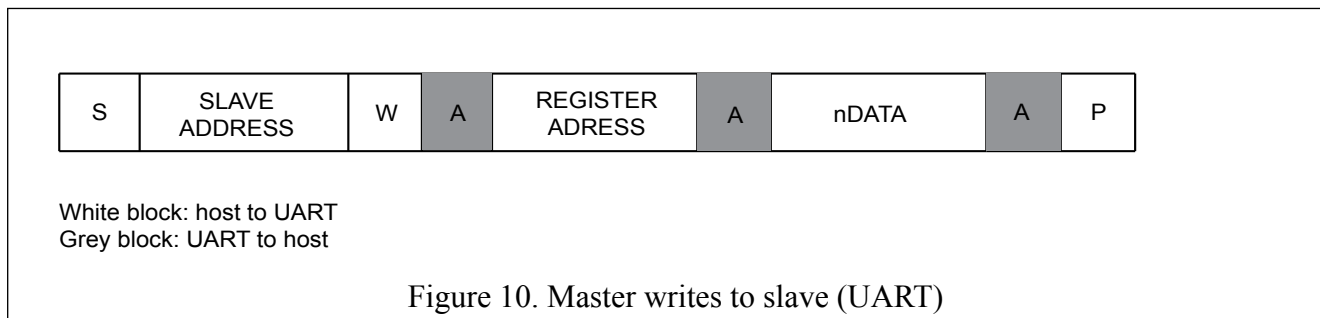 S SLAVE ADDRESS W A REGISTER ADRESS A nDATA A P
White block: host to UART
Grey block: UART to host
Figure 10. Master writes to slave (UART)